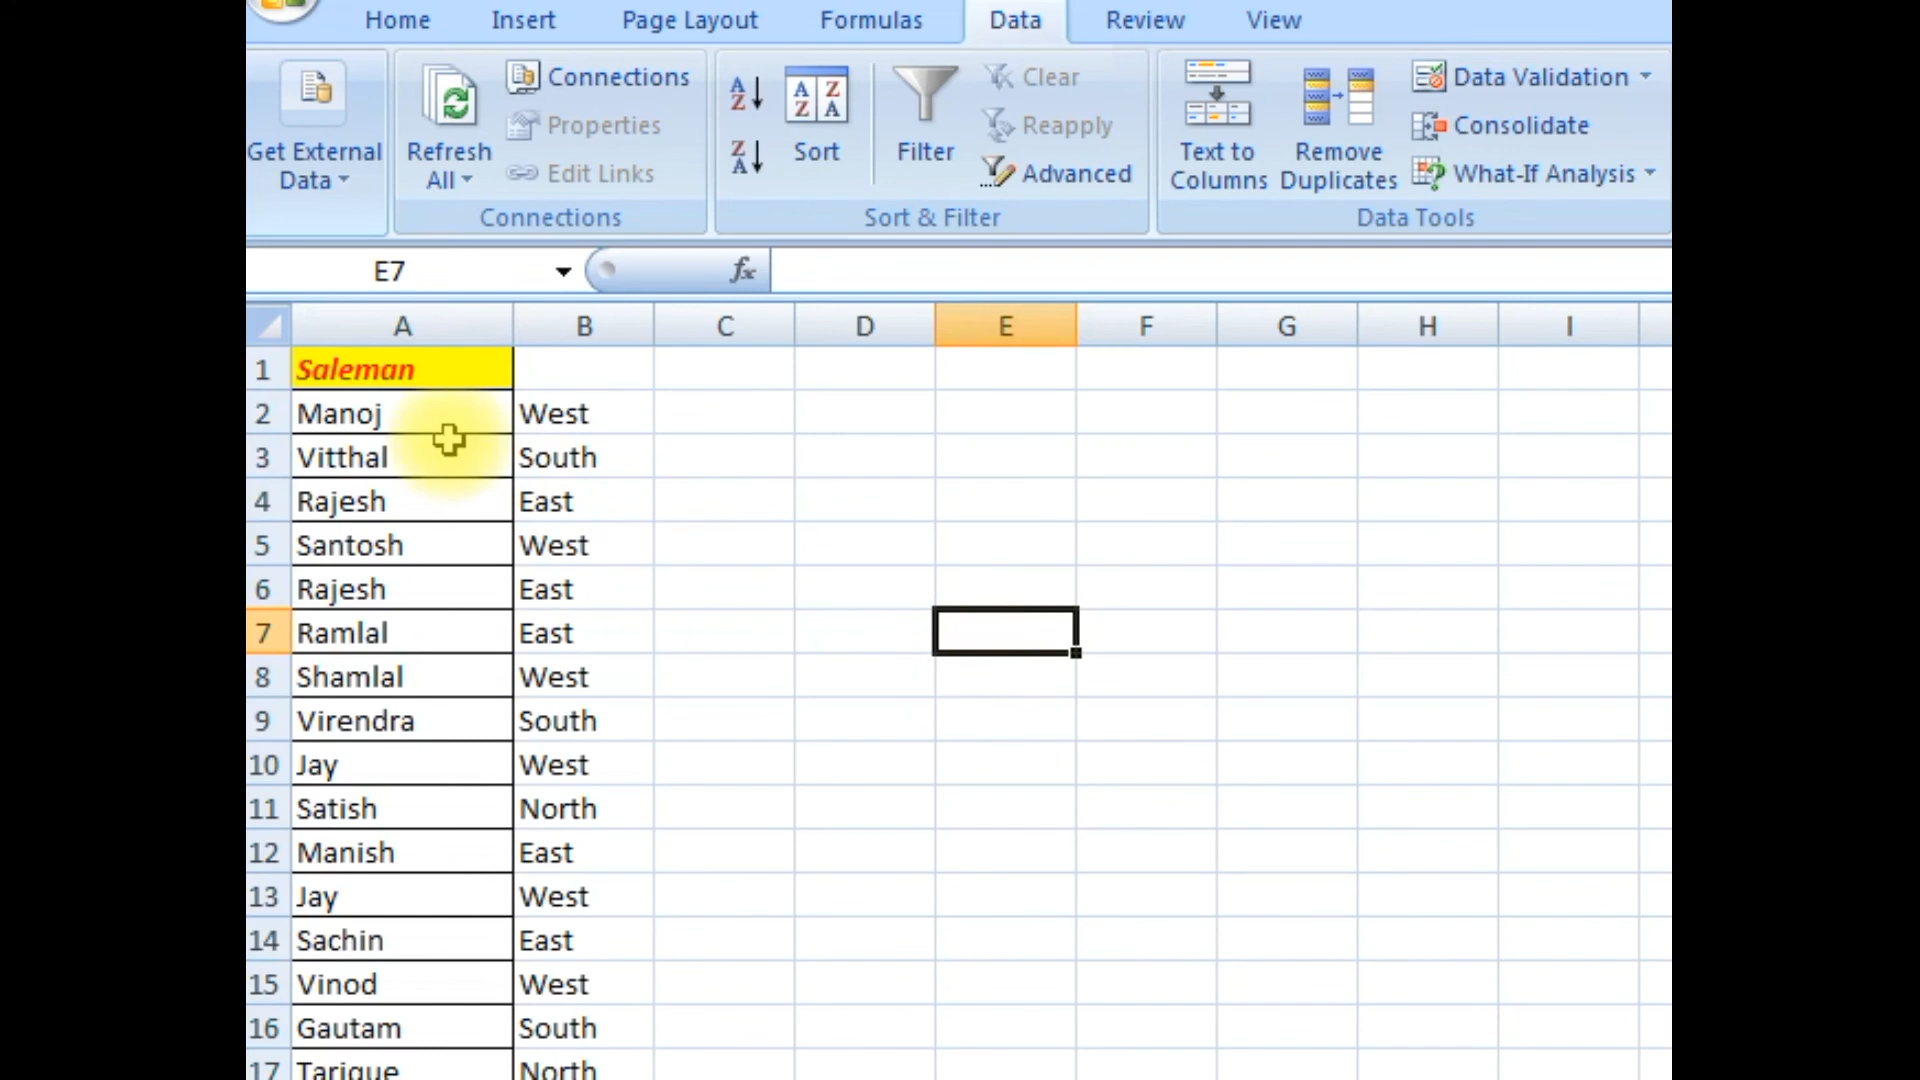 Home Insert Page Layout Formulas Data Review View
Get External Data
Refresh All
Connections
Properties
Edit Links
Connections
A Z
Z A
A Z Z A
Sort
Filter
Clear
Reapply
Advanced
Sort & Filter
Text to Columns
Remove Duplicates
Data Validation
Consolidate
What-If Analysis
Data Tools
E7 fx
A B C D E F G H I
1 Saleman
2 Manoj West
3 Vitthal South
4 Rajesh East
5 Santosh West
6 Rajesh East
7 Ramlal East
8 Shamlal West
9 Virendra South
10 Jay West
11 Satish North
12 Manish East
13 Jay West
14 Sachin East
15 Vinod West
16 Gautam South
17 Tarique North